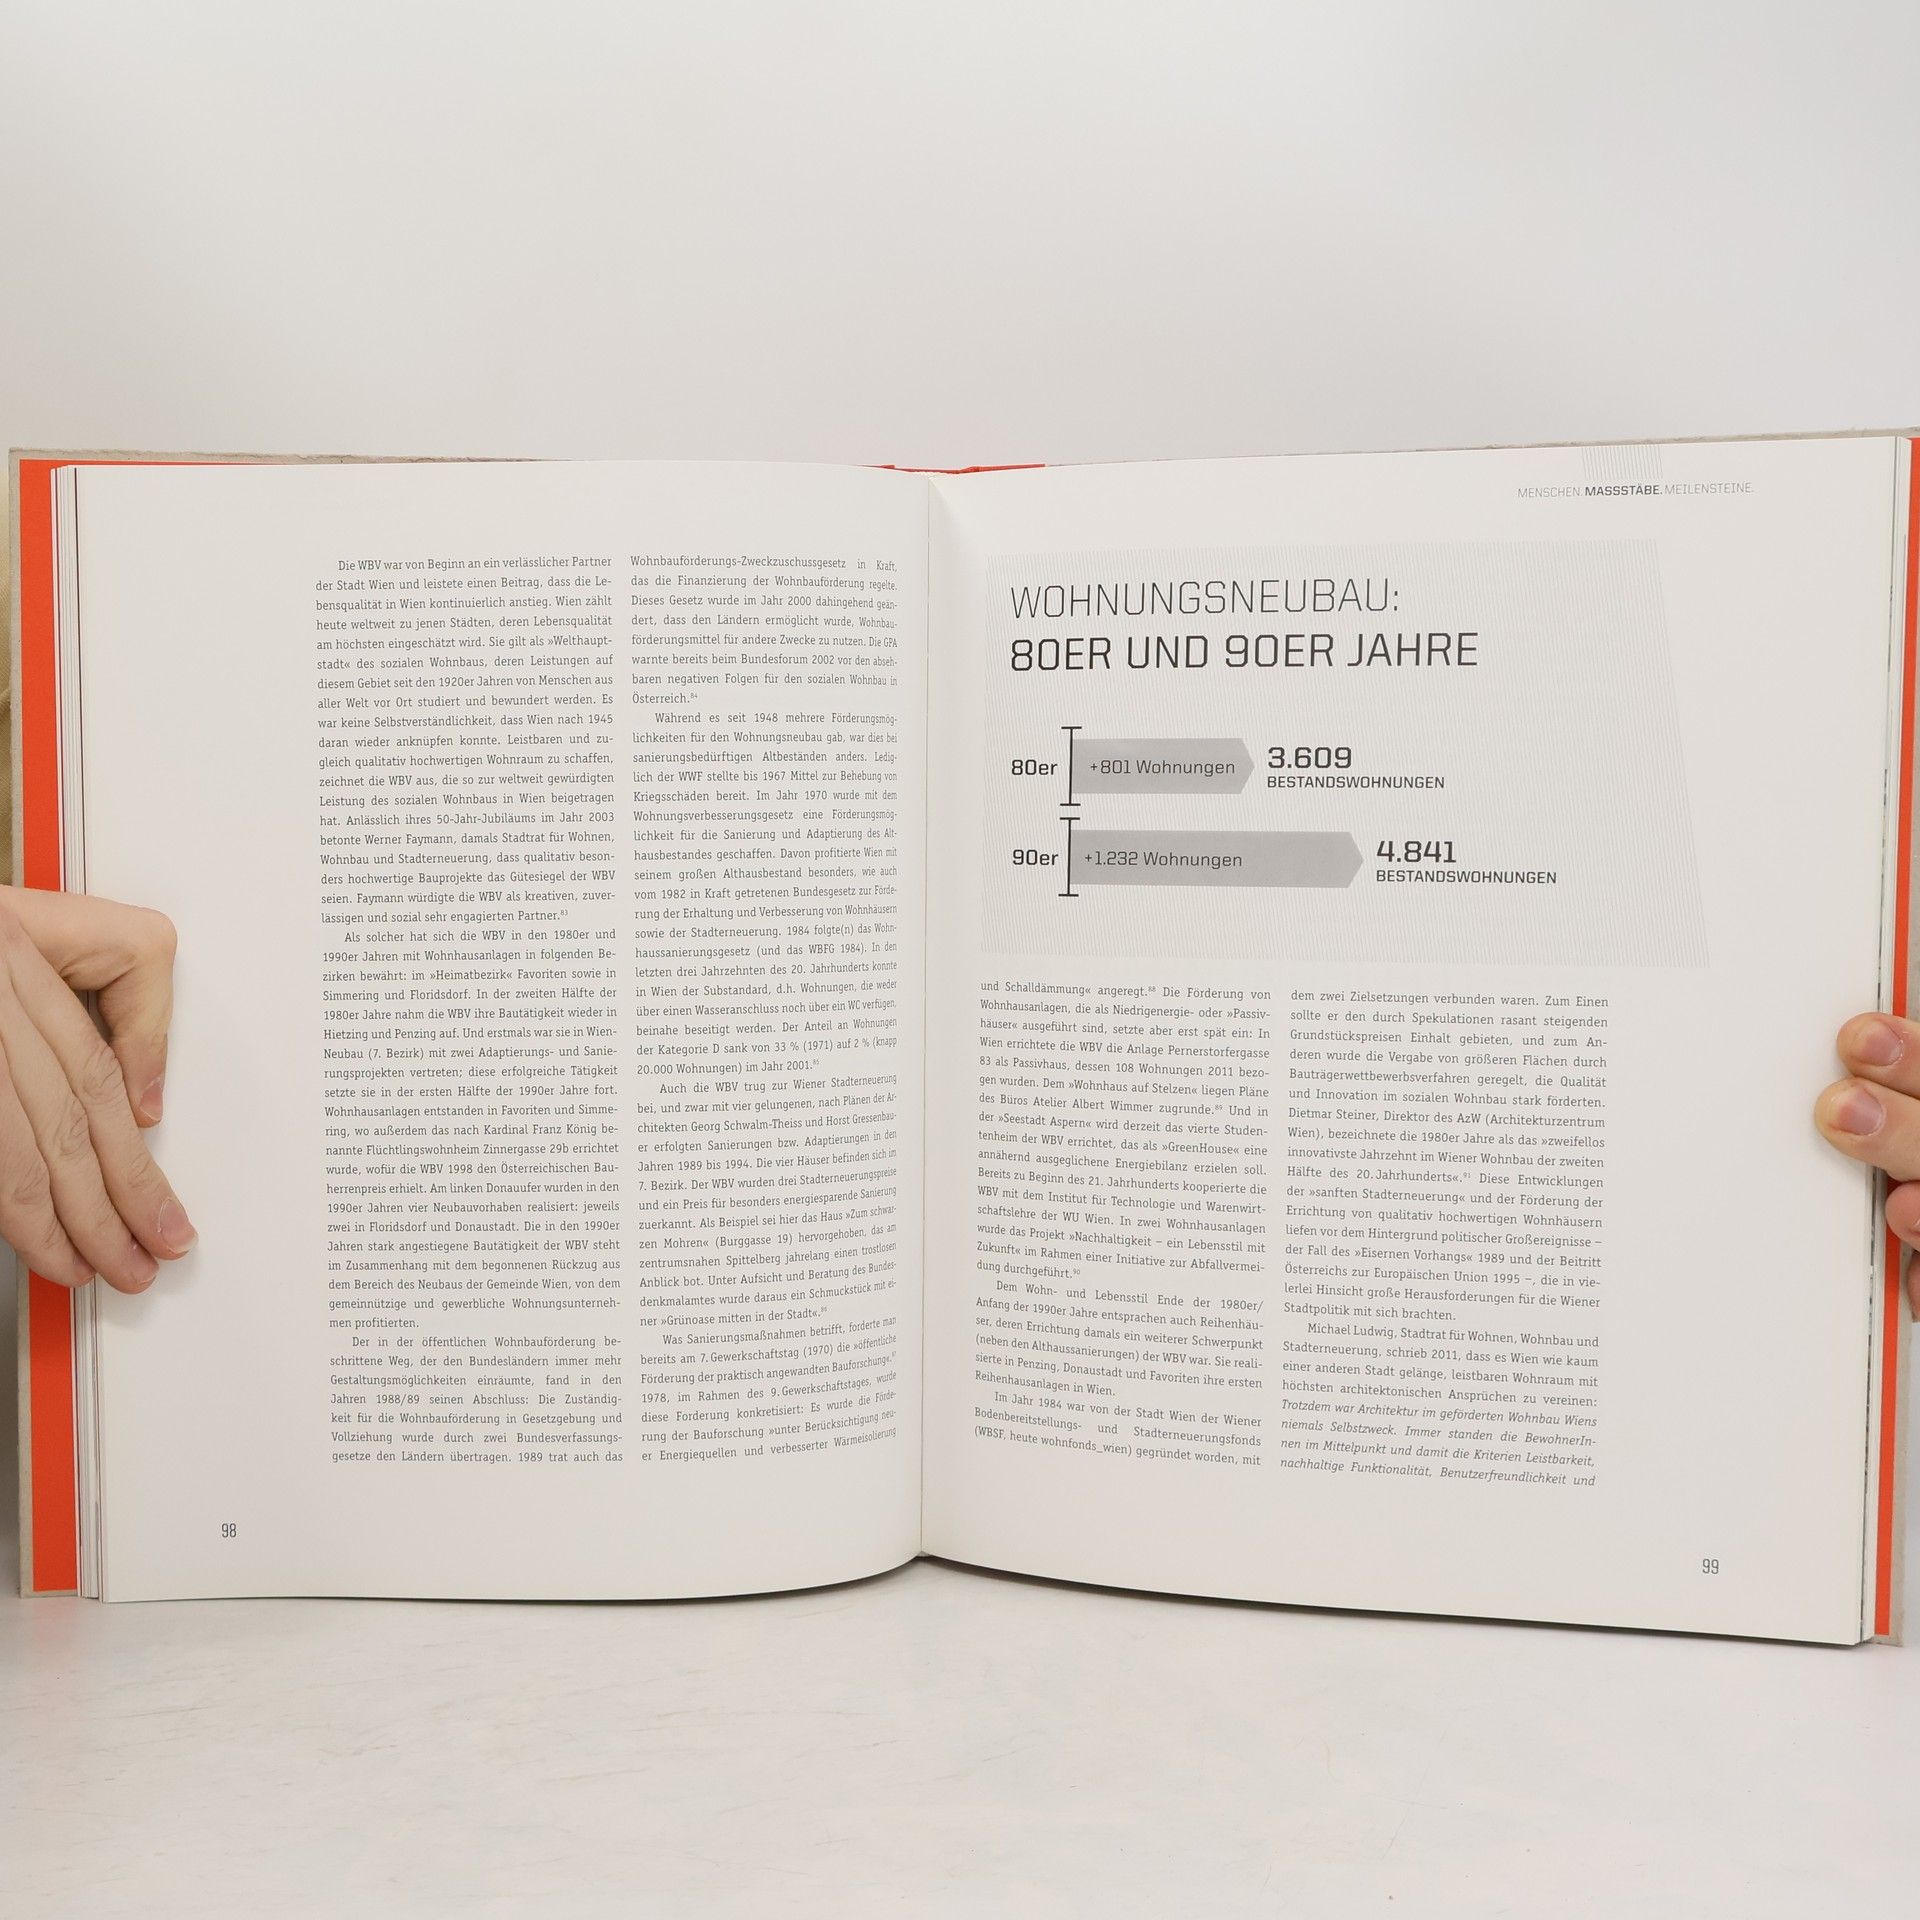 Die WBV war von Beginn an ein verlässlicher Partner
der Stadt Wien und leistete einen Beitrag, dass die Le-
bensqualität in Wien kontinuierlich anstieg. Wien zählt
heute weltweit zu jenen Städten, deren Lebensqualität
am höchsten eingeschätzt wird. Sie gilt als »Welthaupt-
stadt« des sozialen Wohnbaus, deren Leistungen auf
diesem Gebiet seit den 1920er Jahren von Menschen aus
aller Welt vor Ort studiert und bewundert werden. Es
war keine Selbstverständlichkeit, dass Wien nach 1945
daran wieder anknüpfen konnte. Leistbaren und zu-
gleich qualitativ hochwertigen Wohnraum zu schaffen,
zeichnet die WBV aus, die so zur weltweit gewürdigten
Leistung des sozialen Wohnbaus in Wien beigetragen
hat. Anlässlich ihres 50-Jahr-Jubiläums im Jahr 2003
betonte Werner Faymann, damals Stadtrat für Wohnen,
Wohnbau und Stadterneuerung, dass qualitativ beson-
ders hochwertige Bauprojekte das Gütesiegel der WBV
seien. Faymann würdigte die WBV als kreativen, zuver-
lässigen und sozial sehr engagierten Partner.⁸³
Als solcher hat sich die WBV in den 1980er und
1990er Jahren mit Wohnhausanlagen in folgenden Be-
zirken bewährt: im »Heimatbezirk« Favoriten sowie in
Simmering und Floridsdorf. In der zweiten Hälfte der
1980er Jahre nahm die WBV ihre Bautätigkeit wieder in
Hietzing und Penzing auf. Und erstmals war sie in Wien-
Neubau (7. Bezirk) mit zwei Adaptierungs- und Sanie-
rungsprojekten vertreten; diese erfolgreiche Tätigkeit
setzte sie in der ersten Hälfte der 1990er Jahre fort.
Wohnhausanlagen entstanden in Favoriten und Simme-
ring, wo außerdem das nach Kardinal Franz König be-
nannte Flüchtlingswohnheim Zinnergasse 29b errichtet
wurde, wofür die WBV 1998 den Österreichischen Bau-
herrenpreis erhielt. Am linken Donauufer wurden in den
1990er Jahren vier Neubauvorhaben realisiert: jeweils
zwei in Floridsdorf und Donaustadt. Die in den 1990er
Jahren stark angestiegene Bautätigkeit der WBV steht
im Zusammenhang mit dem begonnenen Rückzug aus
dem Bereich des Neubaus der Gemeinde Wien, von dem
gemeinnützige und gewerbliche Wohnungsunterneh-
men profitierten.
Der in der öffentlichen Wohnbauförderung be-
schrittene Weg, der den Bundesländern immer mehr
Gestaltungsmöglichkeiten einräumte, fand in den
Jahren 1988/89 seinen Abschluss: Die Zuständig-
keit für die Wohnbauförderung in Gesetzgebung und
Vollziehung wurde durch zwei Bundesverfassungs-
gesetze den Ländern übertragen. 1989 trat auch das
Wohnbauförderungs-Zweckzuschussgesetz in Kraft,
das die Finanzierung der Wohnbauförderung regelte.
Dieses Gesetz wurde im Jahr 2000 dahingehend geän-
dert, dass den Ländern ermöglicht wurde, Wohnbau-
förderungsmittel für andere Zwecke zu nutzen. Die GPA
warnte bereits beim Bundesforum 2002 vor den abseh-
baren negativen Folgen für den sozialen Wohnbau in
Österreich.⁸⁴
Während es seit 1948 mehrere Förderungsmög-
lichkeiten für den Wohnungsneubau gab, war dies bei
sanierungsbedürftigen Altbeständen anders. Ledig-
lich der WWF stellte bis 1967 Mittel zur Behebung von
Kriegsschäden bereit. Im Jahr 1970 wurde mit dem
Wohnungsverbesserungsgesetz eine Förderungsmög-
lichkeit für die Sanierung und Adaptierung des Alt-
hausbestandes geschaffen. Davon profitierte Wien mit
seinem großen Althausbestand besonders, wie auch
vom 1982 in Kraft getretenen Bundesgesetz zur Förde-
rung der Erhaltung und Verbesserung von Wohnhäusern
sowie der Stadterneuerung. 1984 folgte(n) das Wohn-
haussanierungsgesetz (und das WBFG 1984). In den
letzten drei Jahrzehnten des 20. Jahrhunderts konnte
in Wien der Substandard, d.h. Wohnungen, die weder
über einen Wasseranschluss noch über ein WC verfügen,
beinahe beseitigt werden. Der Anteil an Wohnungen
der Kategorie D sank von 33 % (1971) auf 2 % (knapp
20.000 Wohnungen) im Jahr 2001.⁸⁵
Auch die WBV trug zur Wiener Stadterneuerung
bei, und zwar mit vier gelungenen, nach Plänen der Ar-
chitekten Georg Schwalm-Theiss und Horst Gressenbau-
er erfolgten Sanierungen bzw. Adaptierungen in den
Jahren 1989 bis 1994. Die vier Häuser befinden sich im
7. Bezirk. Der WBV wurden drei Stadterneuerungspreise
und ein Preis für besonders energiesparende Sanierung
zuerkannt. Als Beispiel sei hier das Haus »Zum schwar-
zen Mohren« (Burggasse 19) hervorgehoben, das am
zentrumsnahen Spittelberg jahrelang einen trostlosen
Anblick bot. Unter Aufsicht und Beratung des Bundes-
denkmalamtes wurde daraus ein Schmuckstück mit ei-
ner »Grünoase mitten in der Stadt«.⁸⁶
Was Sanierungsmaßnahmen betrifft, forderte man
bereits am 7. Gewerkschaftstag (1970) die »öffentliche
Förderung der praktisch angewandten Bauforschung«.⁸⁷
1978, im Rahmen des 9. Gewerkschaftstages, wurde
diese Forderung konkretisiert: Es wurde die Förde-
rung der Bauforschung »unter Berücksichtigung neu-
er Energiequellen und verbesserter Wärmeisolierung
98
MENSCHEN. MASSSTÄBE. MEILENSTEINE.
WOHNUNGSNEUBAU:
80ER UND 90ER JAHRE
80er +801 Wohnungen 3.609
BESTANDSWOHNUNGEN
90er +1.232 Wohnungen 4.841
BESTANDSWOHNUNGEN
und Schalldämmung« angeregt.⁸⁸ Die Förderung von
Wohnhausanlagen, die als Niedrigenergie- oder »Passiv-
häuser« ausgeführt sind, setzte aber erst spät ein: In
Wien errichtete die WBV die Anlage Pernerstorfergasse
83 als Passivhaus, dessen 108 Wohnungen 2011 bezo-
gen wurden. Dem »Wohnhaus auf Stelzen« liegen Pläne
des Büros Atelier Albert Wimmer zugrunde.⁸⁹ Und in
der »Seestadt Aspern« wird derzeit das vierte Studen-
tenheim der WBV errichtet, das als »GreenHouse« eine
annähernd ausgeglichene Energiebilanz erzielen soll.
Bereits zu Beginn des 21. Jahrhunderts kooperierte die
WBV mit dem Institut für Technologie und Warenwirt-
schaftslehre der WU Wien. In zwei Wohnhausanlagen
wurde das Projekt »Nachhaltigkeit – ein Lebensstil mit
Zukunft« im Rahmen einer Initiative zur Abfallvermei-
dung durchgeführt.⁹⁰
Dem Wohn- und Lebensstil Ende der 1980er/
Anfang der 1990er Jahre entsprachen auch Reihenhäu-
ser, deren Errichtung damals ein weiterer Schwerpunkt
(neben den Althaussanierungen) der WBV war. Sie reali-
sierte in Penzing, Donaustadt und Favoriten ihre ersten
Reihenhausanlagen in Wien.
Im Jahr 1984 war von der Stadt Wien der Wiener
Bodenbereitstellungs- und Stadterneuerungsfonds
(WBSF, heute wohnfonds_wien) gegründet worden, mit
dem zwei Zielsetzungen verbunden waren. Zum Einen
sollte er den durch Spekulationen rasant steigenden
Grundstückspreisen Einhalt gebieten, und zum An-
deren wurde die Vergabe von größeren Flächen durch
Bauträgerwettbewerbsverfahren geregelt, die Qualität
und Innovation im sozialen Wohnbau stark förderten.
Dietmar Steiner, Direktor des AzW (Architekturzentrum
Wien), bezeichnete die 1980er Jahre als das »zweifellos
innovativste Jahrzehnt im Wiener Wohnbau der zweiten
Hälfte des 20. Jahrhunderts«.⁹¹ Diese Entwicklungen
der »sanften Stadterneuerung« und der Förderung der
Errichtung von qualitativ hochwertigen Wohnhäusern
liefen vor dem Hintergrund politischer Großereignisse –
der Fall des »Eisernen Vorhangs« 1989 und der Beitritt
Österreichs zur Europäischen Union 1995 –, die in vie-
lerlei Hinsicht große Herausforderungen für die Wiener
Stadtpolitik mit sich brachten.
Michael Ludwig, Stadtrat für Wohnen, Wohnbau und
Stadterneuerung, schrieb 2011, dass es Wien wie kaum
einer anderen Stadt gelänge, leistbaren Wohnraum mit
höchsten architektonischen Ansprüchen zu vereinen:
Trotzdem war Architektur im geförderten Wohnbau Wiens
niemals Selbstzweck. Immer standen die BewohnerIn-
nen im Mittelpunkt und damit die Kriterien Leistbarkeit,
nachhaltige Funktionalität, Benutzerfreundlichkeit und
99